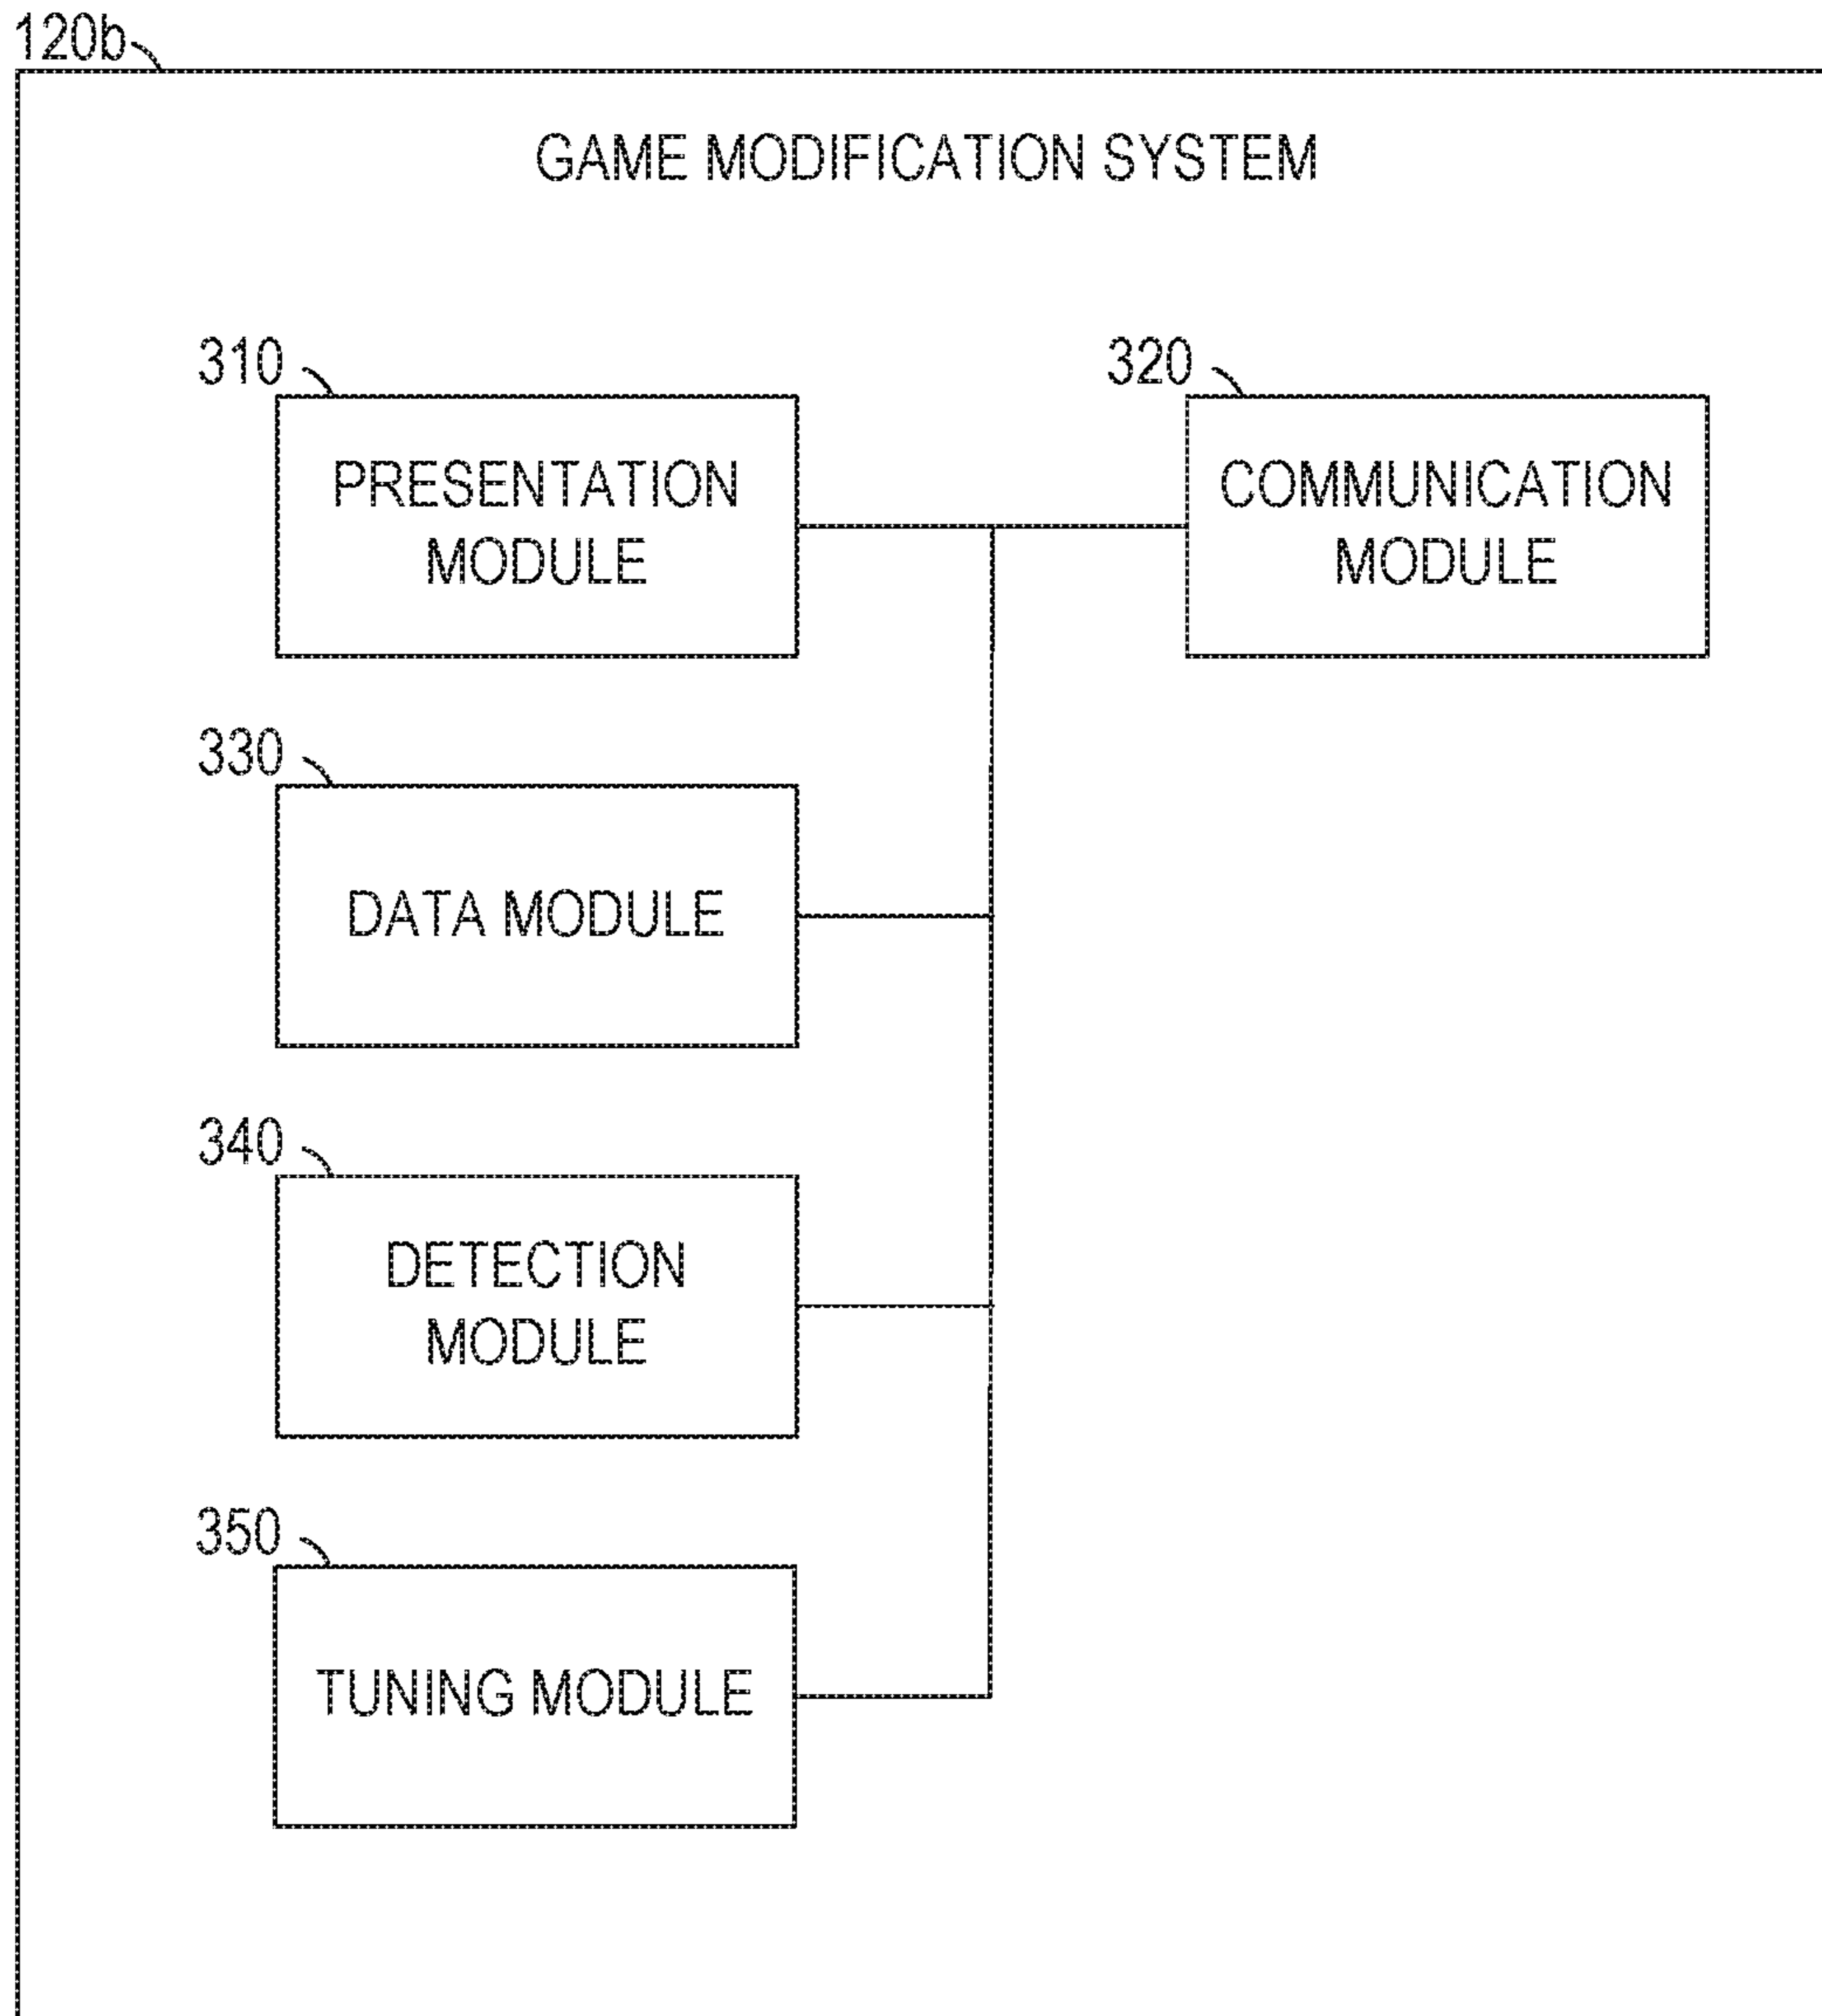 120b
GAME MODIFICATION SYSTEM
310
PRESENTATION
MODULE
320
COMMUNICATION
MODULE
330
DATA MODULE
340
DETECTION
MODULE
350
TUNING MODULE